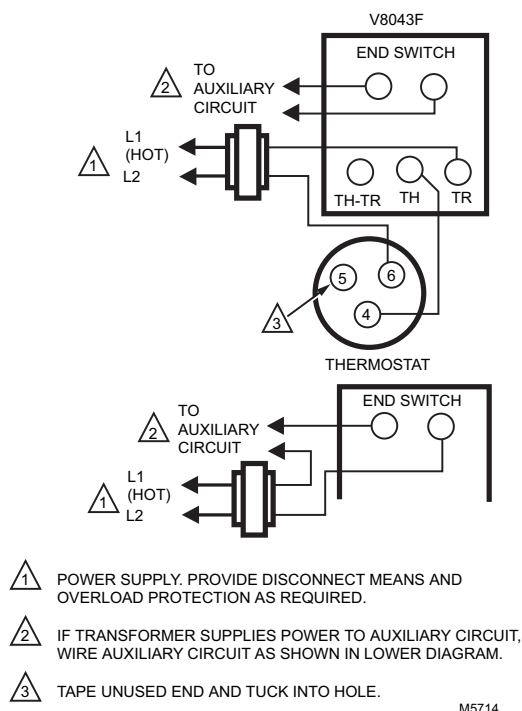 V8043F
END SWITCH
2
TO
AUXILIARY
CIRCUIT
1
L1
(HOT)
L2
TH-TR
TH
TR
5
6
4
3
THERMOSTAT
END SWITCH
2
TO
AUXILIARY
CIRCUIT
1
L1
(HOT)
L2
1
POWER SUPPLY. PROVIDE DISCONNECT MEANS AND
OVERLOAD PROTECTION AS REQUIRED.
2
IF TRANSFORMER SUPPLIES POWER TO AUXILIARY CIRCUIT,
WIRE AUXILIARY CIRCUIT AS SHOWN IN LOWER DIAGRAM.
3
TAPE UNUSED END AND TUCK INTO HOLE.
M5714